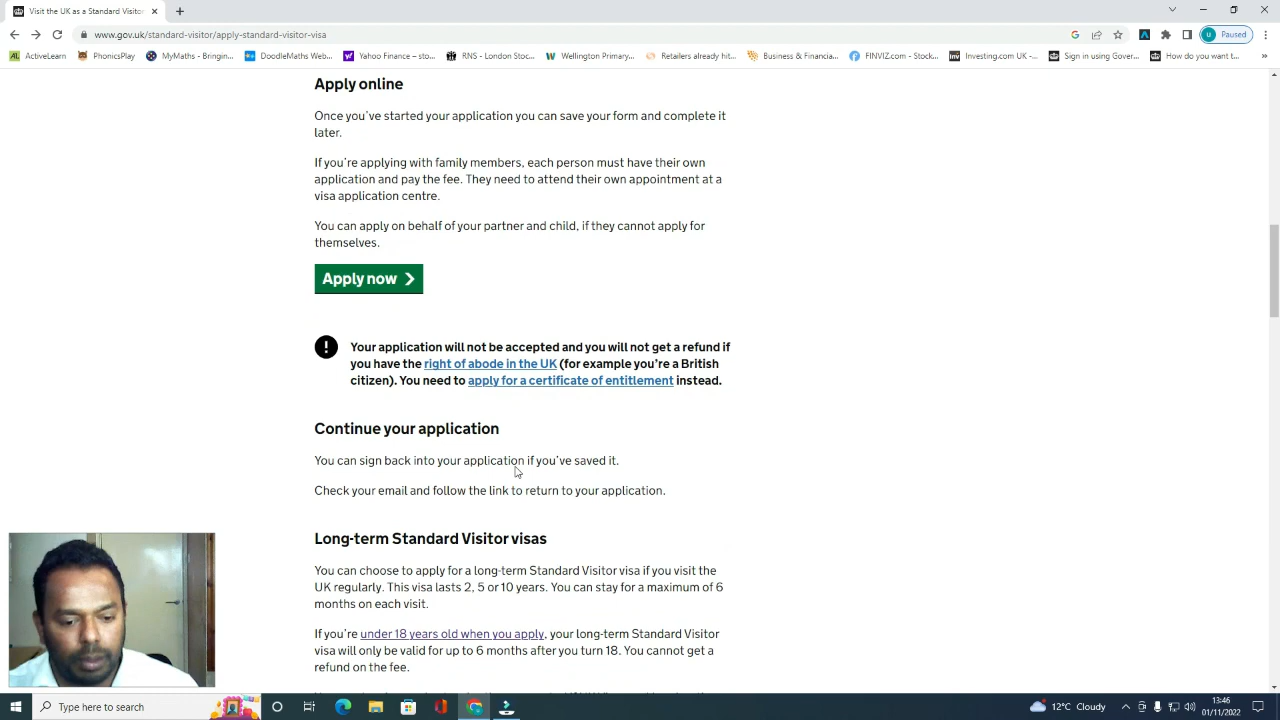 Visit the UK as a Standard Visitor
www.gov.uk/standard-visitor/apply-standard-visitor-visa
Paused
ActiveLearn
PhonicsPlay
MyMaths - Bringin...
DoodleMaths Web...
Yahoo Finance – sto...
RNS - London Stoc...
Wellington Primary...
Retailers already hit...
Business & Financia...
FINVIZ.com - Stock...
Investing.com UK -...
Sign in using Gover...
How do you want t...
Apply online
Once you’ve started your application you can save your form and complete it
later.
If you’re applying with family members, each person must have their own
application and pay the fee. They need to attend their own appointment at a
visa application centre.
You can apply on behalf of your partner and child, if they cannot apply for
themselves.
Apply now
Your application will not be accepted and you will not get a refund if
you have the right of abode in the UK (for example you’re a British
citizen). You need to apply for a certificate of entitlement instead.
Continue your application
You can sign back into your application if you’ve saved it.
Check your email and follow the link to return to your application.
Long-term Standard Visitor visas
You can choose to apply for a long-term Standard Visitor visa if you visit the
UK regularly. This visa lasts 2, 5 or 10 years. You can stay for a maximum of 6
months on each visit.
If you’re under 18 years old when you apply, your long-term Standard Visitor
visa will only be valid for up to 6 months after you turn 18. You cannot get a
refund on the fee.
Type here to search
12°C Cloudy
13:46
01/11/2022